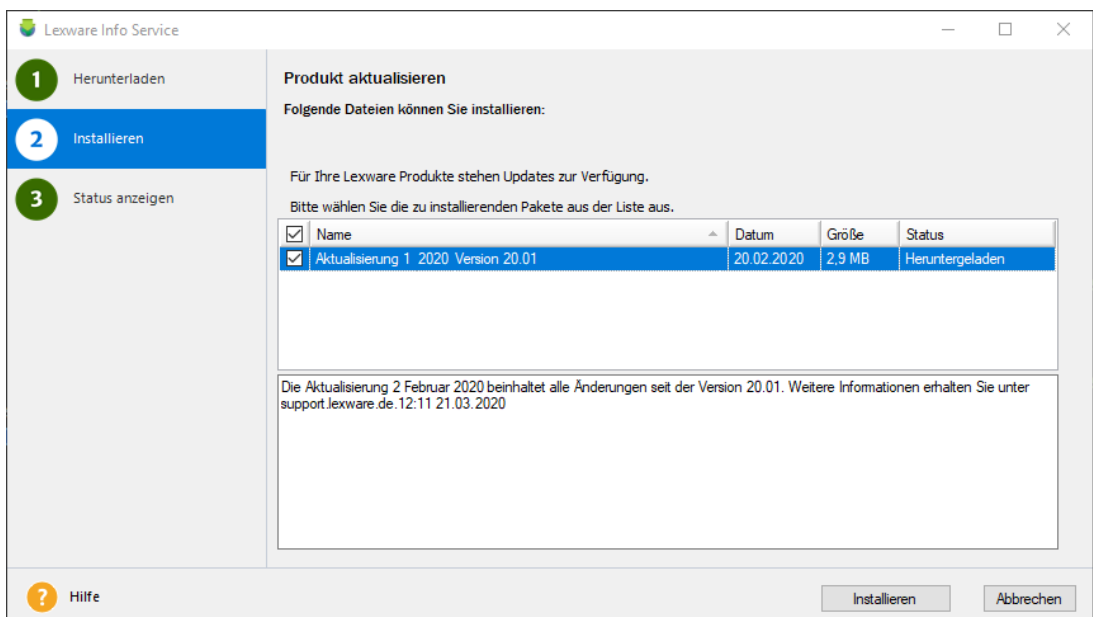 Lexware Info Service
1 Herunterladen
2 Installieren
3 Status anzeigen
Produkt aktualisieren
Folgende Dateien können Sie installieren:
Für Ihre Lexware Produkte stehen Updates zur Verfügung.
Bitte wählen Sie die zu installierenden Pakete aus der Liste aus.
Name Datum Größe Status
Aktualisierung 1 2020 Version 20.01 20.02.2020 2,9 MB Heruntergeladen
Die Aktualisierung 2 Februar 2020 beinhaltet alle Änderungen seit der Version 20.01. Weitere Informationen erhalten Sie unter
support.lexware.de.12:11 21.03.2020
? Hilfe
Installieren Abbrechen